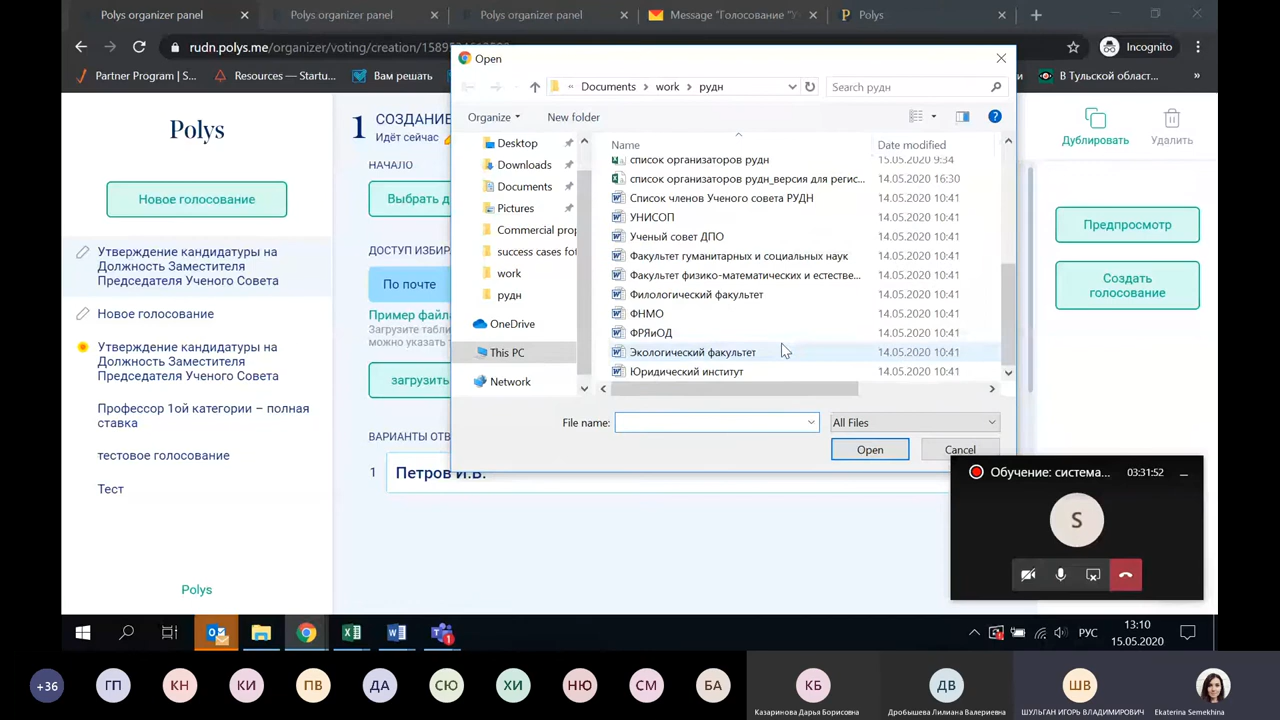 Polys organizer panel
Polys organizer panel
Polys organizer panel
Message "Голосование "У
Polys
rudn.polys.me/organizer/voting/creation/1589
Incognito
Partner Program | S...
Resources — Startu...
Вам решать
В Тульской област...
»
Polys
Новое голосование
Утверждение кандидатуры на
Должность Заместителя
Председателя Ученого Совета
Новое голосование
Утверждение кандидатуры на
Должность Заместителя
Председателя Ученого Совета
Профессор 1ой категории – полная
ставка
тестовое голосование
Тест
Polys
1
СОЗДАНИЕ
Идёт сейчас
НАЧАЛО
Выбрать д
ДОСТУП ИЗБИР
По почте
Пример файла
Загрузите табли
можно указать
загрузить
ВАРИАНТЫ ОТВ
1
Петров И.В.
Дублировать
Удалить
Предпросмотр
Создать
голосование
Open
« Documents work рудн
Search рудн
Organize
New folder
Desktop
Downloads
Documents
Pictures
Commercial prop
success cases fot
work
рудн
OneDrive
This PC
Network
Name
Date modified
список организаторов рудн 15.05.2020 9:34
список организаторов рудн_версия для регис... 14.05.2020 16:30
Список членов Ученого совета РУДН 14.05.2020 10:41
УНИСОП 14.05.2020 10:41
Ученый совет ДПО 14.05.2020 10:41
Факультет гуманитарных и социальных наук 14.05.2020 10:41
Факультет физико-математических и естестве... 14.05.2020 10:41
Филологический факультет 14.05.2020 10:41
ФНМО 14.05.2020 10:41
ФРЯиОД 14.05.2020 10:41
Экологический факультет 14.05.2020 10:41
Юридический институт 14.05.2020 10:41
File name:
All Files
Open
Cancel
Обучение: система...
03:31:52
S
РУС
13:10
15.05.2020
+36
ГП
КН
КИ
ПВ
ДА
СЮ
ХИ
НЮ
СМ
БА
КБ
ДВ
ШВ
Казаринова Дарья Борисовна
Дробышева Лилиана Валериевна
ШУЛЬГАН ИГОРЬ ВЛАДИМИРОВИЧ
Ekaterina Semekhina